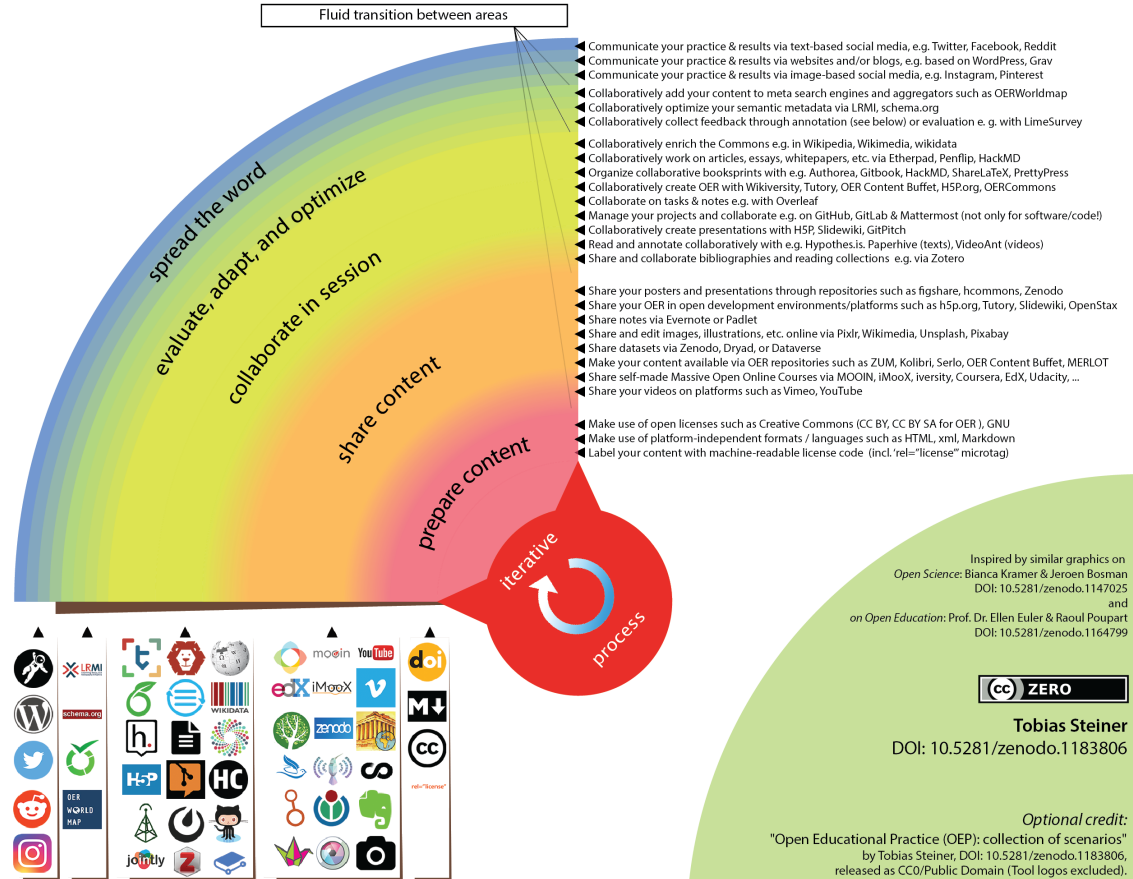 Fluid transition between areas
Communicate your practice & results via text-based social media, e.g. Twitter, Facebook, Reddit
Communicate your practice & results via websites and/or blogs, e.g. based on WordPress, Grav
Communicate your practice & results via image-based social media, e.g. Instagram, Pinterest
Collaboratively add your content to meta search engines and aggregators such as OERWorldmap
Collaboratively optimize your semantic metadata via LRMI, schema.org
Collaboratively collect feedback through annotation (see below) or evaluation e. g. with LimeSurvey
Collaboratively enrich the Commons e.g. in Wikipedia, Wikimedia, wikidata
Collaboratively work on articles, essays, whitepapers, etc. via Etherpad, Penflip, HackMD
Organize collaborative booksprints with e.g. Authorea, Gitbook, HackMD, ShareLaTeX, PrettyPress
Collaboratively create OER with Wikiversity, Tutory, OER Content Buffet, H5P.org, OERCommons
Collaborate on tasks & notes e.g. with Overleaf
Manage your projects and collaborate e.g. on GitHub, GitLab & Mattermost (not only for software/code!)
Collaboratively create presentations with H5P, Slidewiki, GitPitch
Read and annotate collaboratively with e.g. Hypothes.is. Paperhive (texts), VideoAnt (videos)
Share and collaborate bibliographies and reading collections e.g. via Zotero
Share your posters and presentations through repositories such as figshare, hcommons, Zenodo
Share your OER in open development environments/platforms such as h5p.org, Tutory, Slidewiki, OpenStax
Share notes via Evernote or Padlet
Share and edit images, illustrations, etc. online via Pixlr, Wikimedia, Unsplash, Pixabay
Share datasets via Zenodo, Dryad, or Dataverse
Make your content available via OER repositories such as ZUM, Kolibri, Serlo, OER Content Buffet, MERLOT
Share self-made Massive Open Online Courses via MOOIN, iMooX, iversity, Coursera, EdX, Udacity, ...
Share your videos on platforms such as Vimeo, YouTube
Make use of open licenses such as Creative Commons (CC BY, CC BY SA for OER ), GNU
Make use of platform-independent formats / languages such as HTML, xml, Markdown
Label your content with machine-readable license code (incl. 'rel="license"' microtag)
spread the word
evaluate, adapt, and optimize
collaborate in session
share content
prepare content
iterative
process
LRMI
schema.org
OER
WORLD
MAP
t
WIKIDATA
h.
H5P
HC
jointly
Z
mooin
YouTube
edX
iMooX
zenodo
doi
M
cc
rel="license"
Inspired by similar graphics on
Open Science: Bianca Kramer & Jeroen Bosman
DOI: 10.5281/zenodo.1147025
and
on Open Education: Prof. Dr. Ellen Euler & Raoul Poupart
DOI: 10.5281/zenodo.1164799
cc ZERO
Tobias Steiner
DOI: 10.5281/zenodo.1183806
Optional credit:
"Open Educational Practice (OEP): collection of scenarios"
by Tobias Steiner, DOI: 10.5281/zenodo.1183806,
released as CC0/Public Domain (Tool logos excluded).